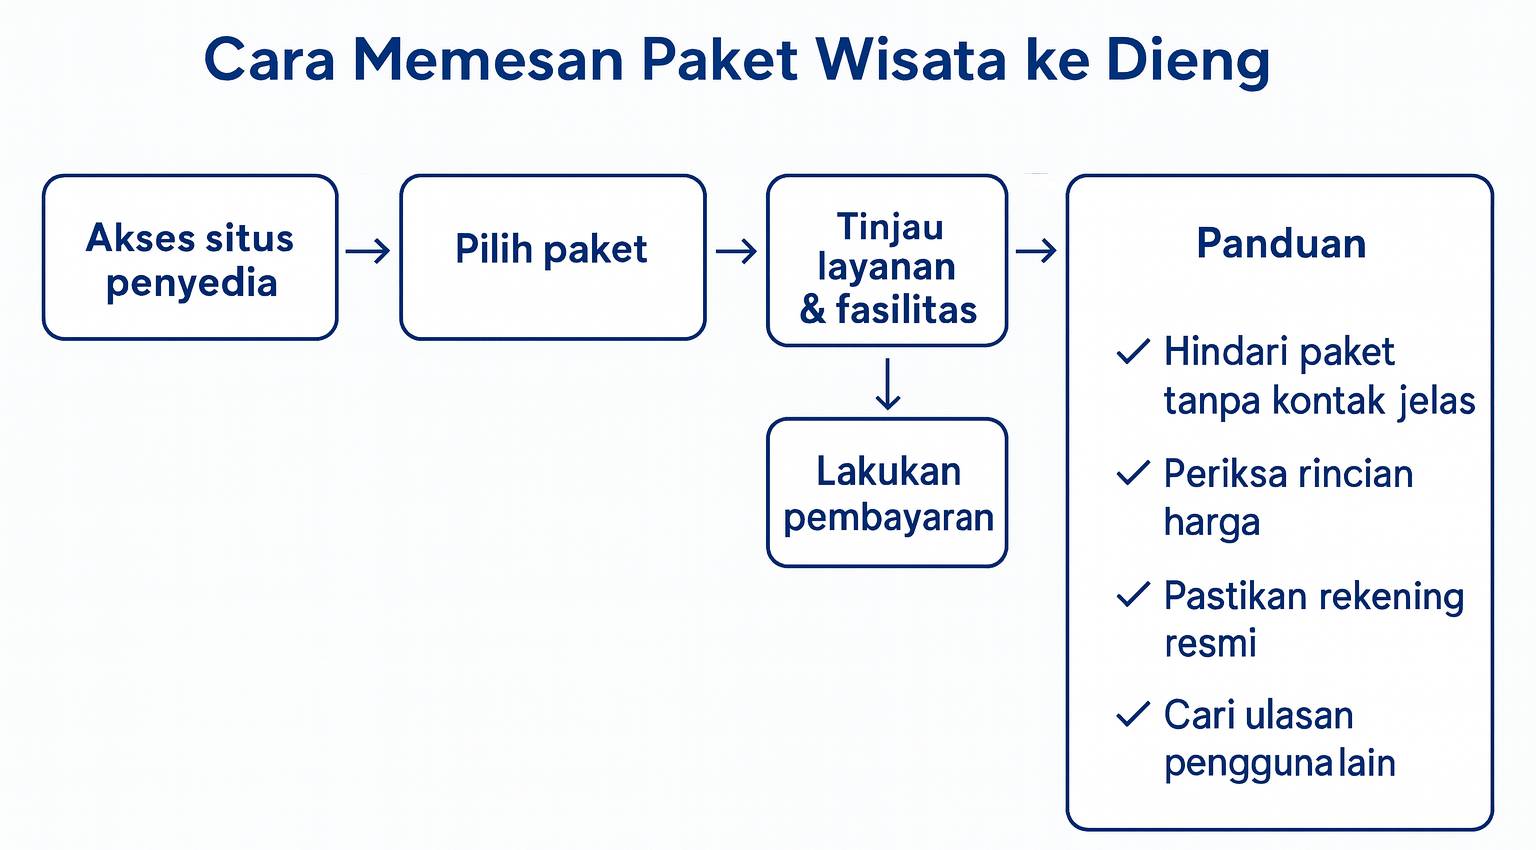 Cara Memesan Paket Wisata ke Dieng
Akses situs
penyedia
Pilih paket
Tinjau
layanan
& fasilitas
Lakukan
pembayaran
Panduan
✓ Hindari paket
tanpa kontak jelas
✓ Periksa rincian
harga
✓ Pastikan rekening
resmi
✓ Cari ulasan
pengguna lain